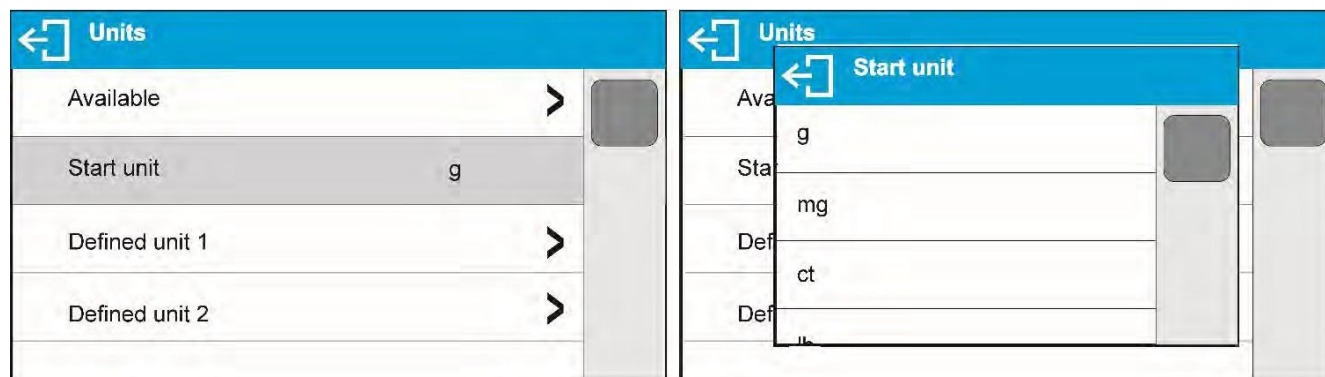 Units
Available
Start unit g
Defined unit 1
Defined unit 2
Units
Start unit
Ava
g
Sta
mg
Def
ct
Def